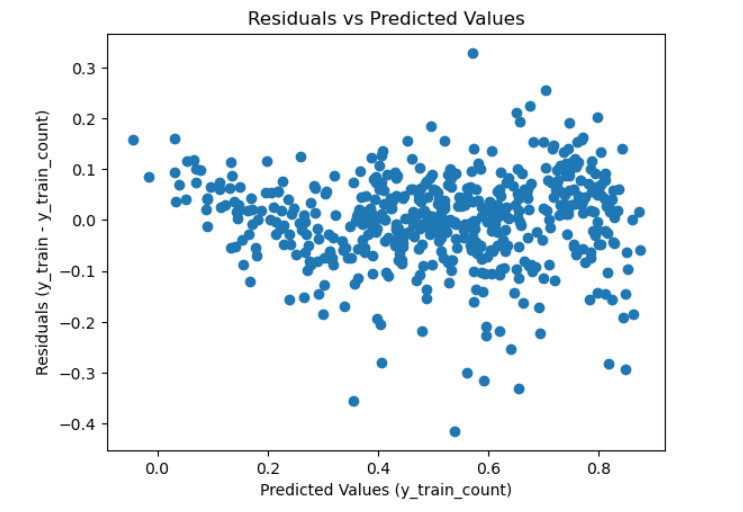 Residuals vs Predicted Values
0.3
0.2
0.1
0.0
−0.1
−0.2
−0.3
−0.4
Residuals (y_train - y_train_count)
0.0 0.2 0.4 0.6 0.8
Predicted Values (y_train_count)